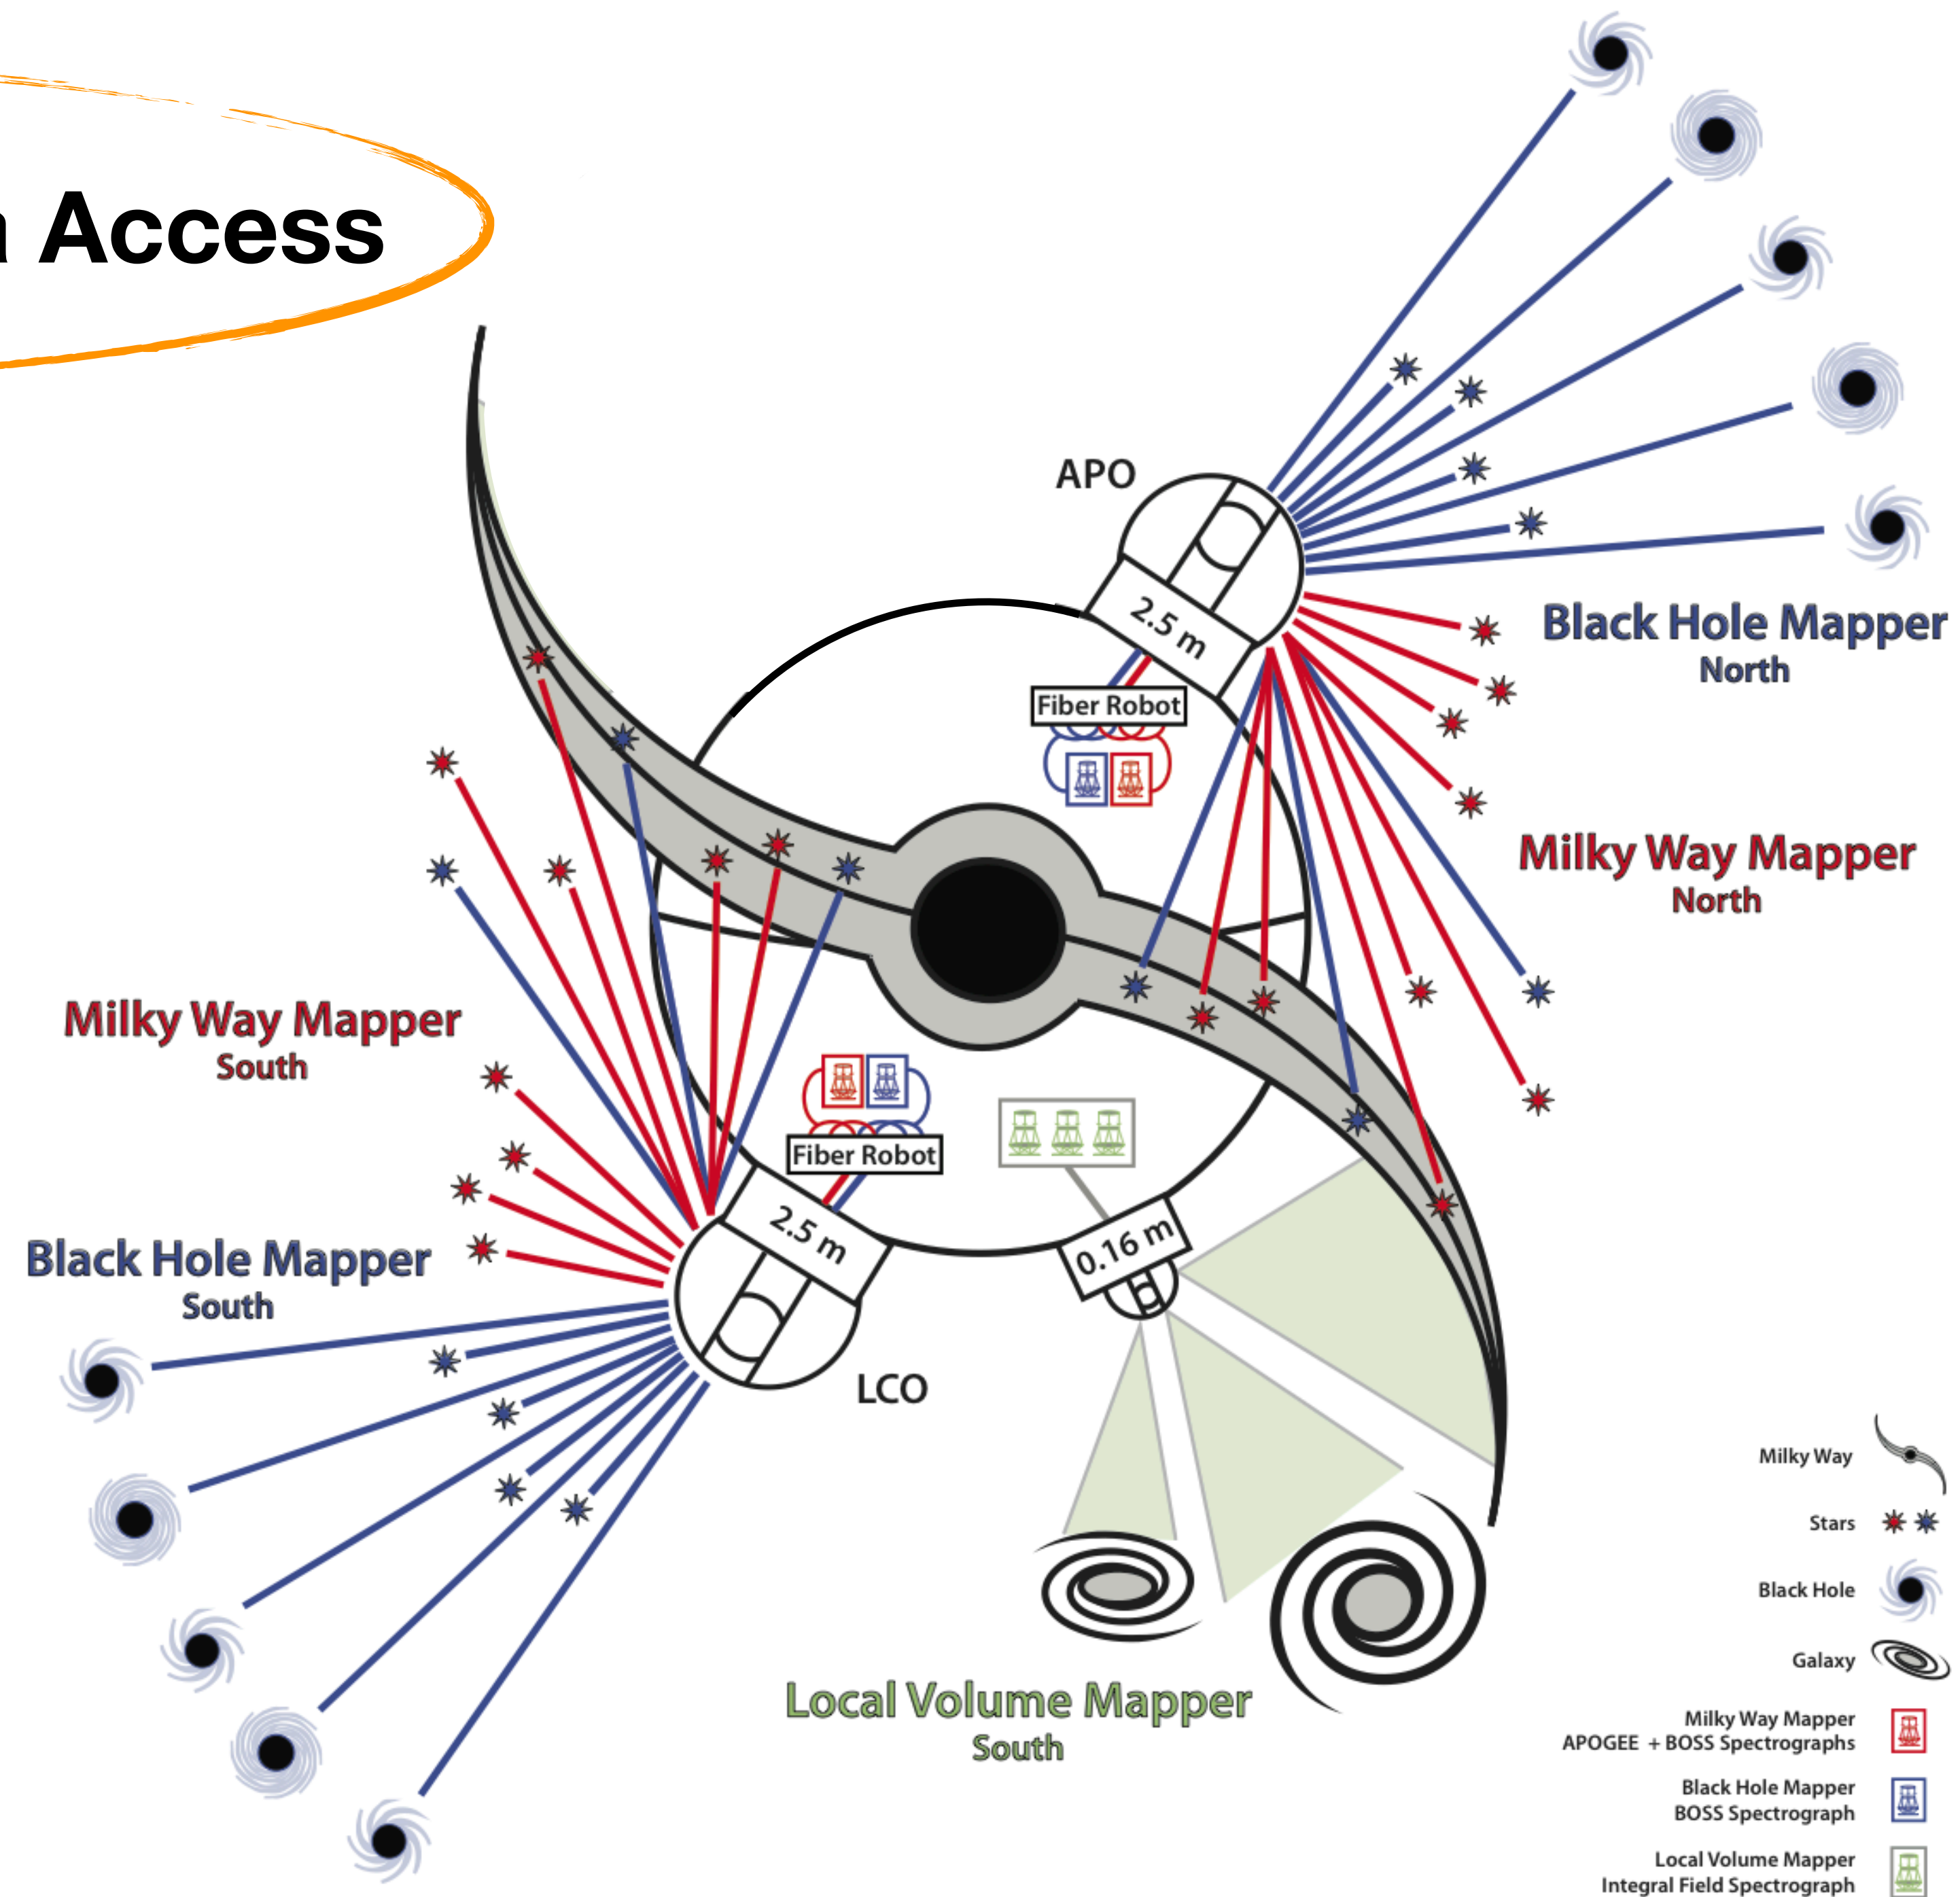 Access
APO
2.5 m
Fiber Robot
Black Hole Mapper
North
Milky Way Mapper
North
Milky Way Mapper
South
Fiber Robot
2.5 m
0.16 m
Black Hole Mapper
South
LCO
Local Volume Mapper
South
Milky Way
Stars
Black Hole
Galaxy
Milky Way Mapper
APOGEE + BOSS Spectrographs
Black Hole Mapper
BOSS Spectrograph
Local Volume Mapper
Integral Field Spectrograph